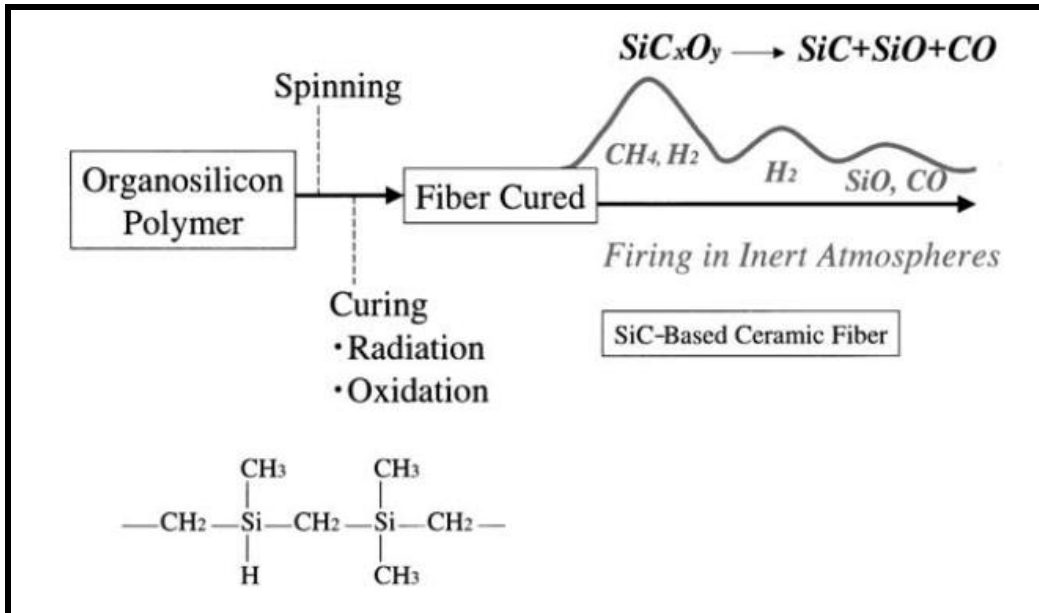 SiCxOy → SiC+SiO+CO
Spinning
CH4, H2
H2
SiO, CO
Organosilicon
Polymer
Fiber Cured
Firing in Inert Atmospheres
Curing
・Radiation
・Oxidation
SiC-Based Ceramic Fiber
CH3 CH3
—CH2—Si—CH2—Si—CH2—
H CH3